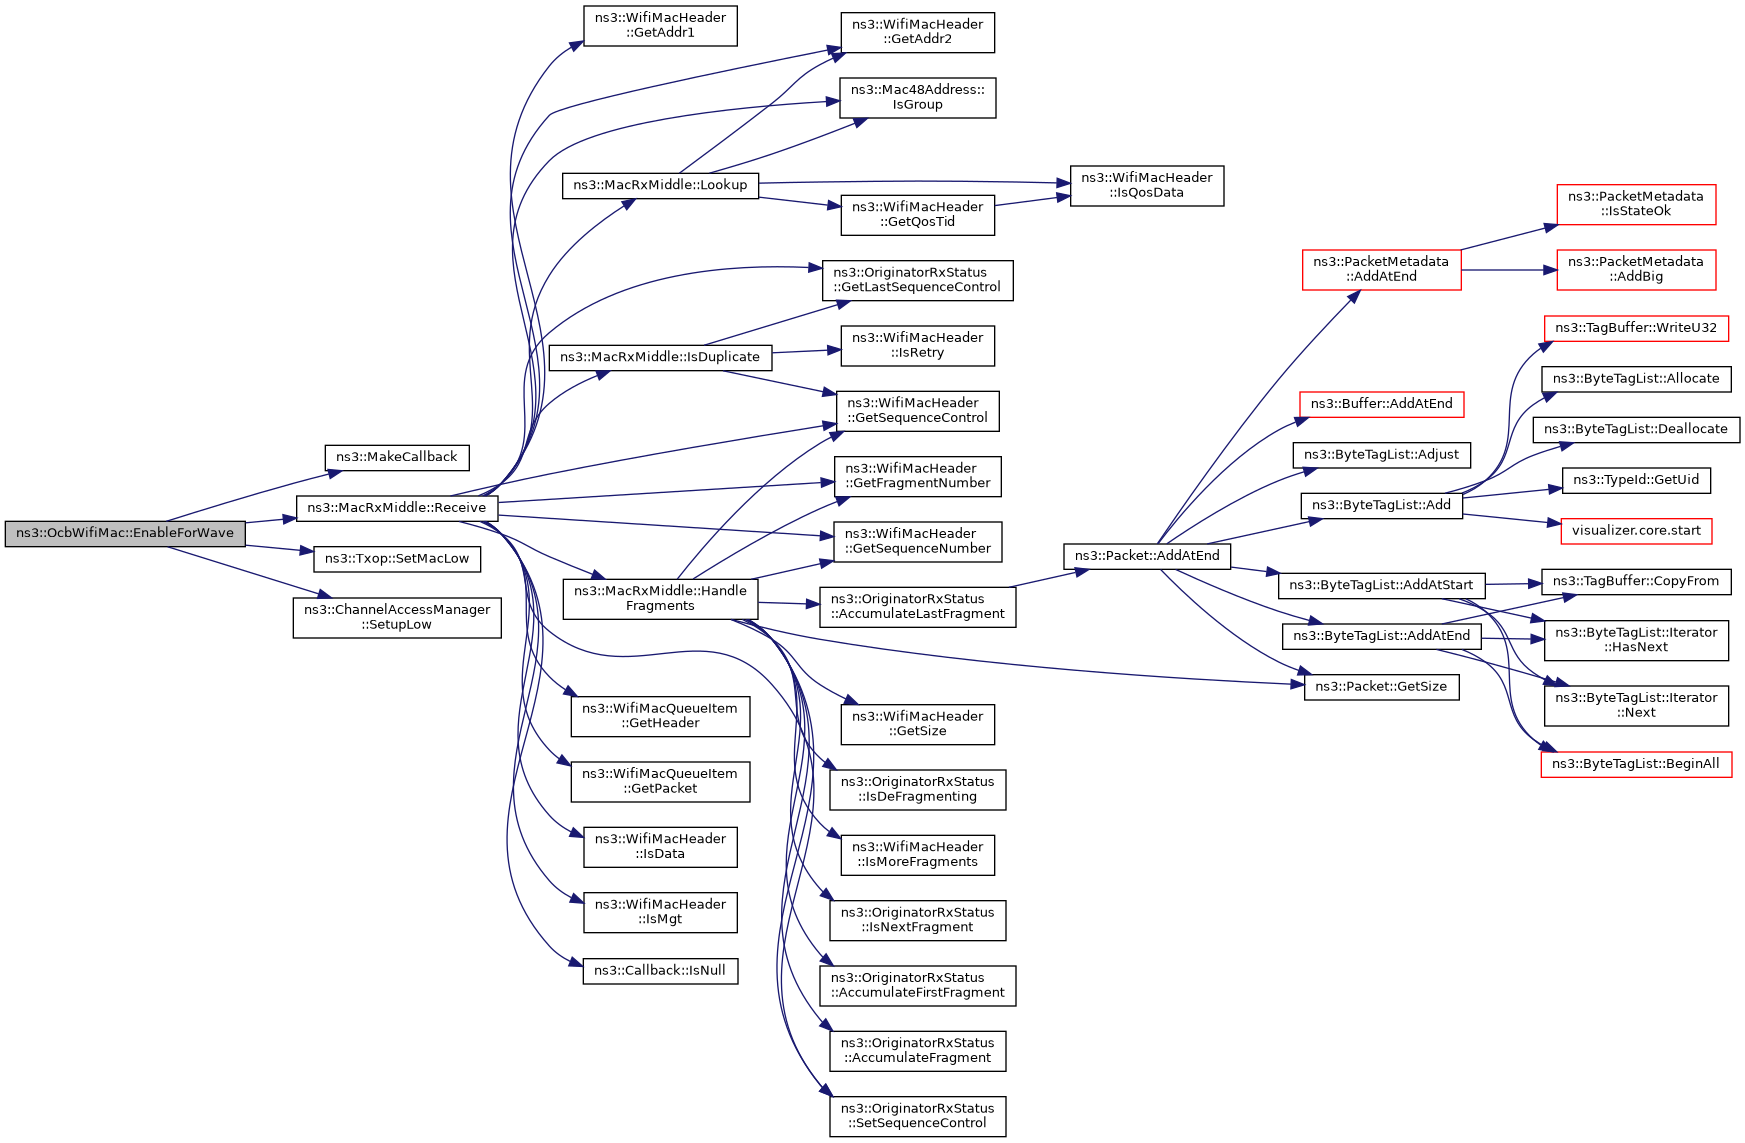 ns3::OcbWifiMac::EnableForWave
ns3::MakeCallback
ns3::MacRxMiddle::Receive
ns3::Txop::SetMacLow
ns3::ChannelAccessManager
::SetupLow
ns3::WifiMacHeader
::GetAddr1
ns3::MacRxMiddle::Lookup
ns3::MacRxMiddle::IsDuplicate
ns3::MacRxMiddle::Handle
Fragments
ns3::WifiMacQueueItem
::GetHeader
ns3::WifiMacQueueItem
::GetPacket
ns3::WifiMacHeader
::IsData
ns3::WifiMacHeader
::IsMgt
ns3::Callback::IsNull
ns3::WifiMacHeader
::GetAddr2
ns3::Mac48Address::
IsGroup
ns3::WifiMacHeader
::GetQosTid
ns3::OriginatorRxStatus
::GetLastSequenceControl
ns3::WifiMacHeader
::IsRetry
ns3::WifiMacHeader
::GetSequenceControl
ns3::WifiMacHeader
::GetFragmentNumber
ns3::WifiMacHeader
::GetSequenceNumber
ns3::OriginatorRxStatus
::AccumulateLastFragment
ns3::WifiMacHeader
::GetSize
ns3::OriginatorRxStatus
::IsDeFragmenting
ns3::WifiMacHeader
::IsMoreFragments
ns3::OriginatorRxStatus
::IsNextFragment
ns3::OriginatorRxStatus
::AccumulateFirstFragment
ns3::OriginatorRxStatus
::AccumulateFragment
ns3::OriginatorRxStatus
::SetSequenceControl
ns3::WifiMacHeader
::IsQosData
ns3::Packet::AddAtEnd
ns3::PacketMetadata
::AddAtEnd
ns3::Buffer::AddAtEnd
ns3::ByteTagList::Adjust
ns3::ByteTagList::Add
ns3::ByteTagList::AddAtStart
ns3::ByteTagList::AddAtEnd
ns3::Packet::GetSize
ns3::PacketMetadata
::IsStateOk
ns3::PacketMetadata
::AddBig
ns3::TagBuffer::WriteU32
ns3::ByteTagList::Allocate
ns3::ByteTagList::Deallocate
ns3::TypeId::GetUid
visualizer.core.start
ns3::TagBuffer::CopyFrom
ns3::ByteTagList::Iterator
::HasNext
ns3::ByteTagList::Iterator
::Next
ns3::ByteTagList::BeginAll